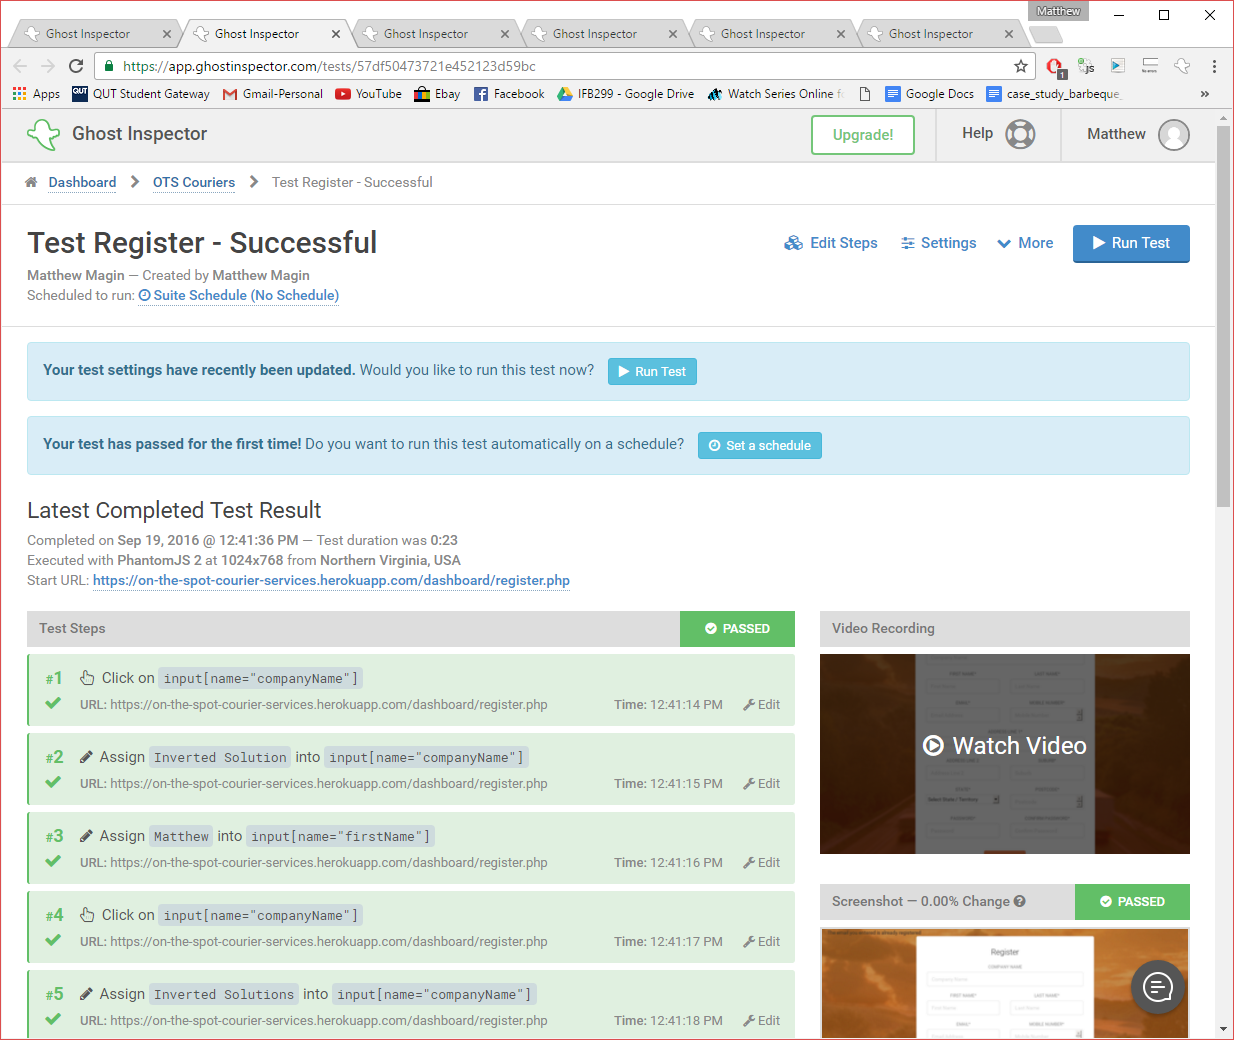 Matthew
Ghost Inspector
Ghost Inspector
Ghost Inspector
Ghost Inspector
Ghost Inspector
Ghost Inspector
https://app.ghostinspector.com/tests/57df50473721e452123d59bc
1
JS
Apps
QUT
QUT Student Gateway
Gmail-Personal
YouTube
Ebay
Facebook
IFB299 - Google Drive
Watch Series Online f
Google Docs
case_study_barbeque_
»
Ghost Inspector
Upgrade!
Help
Matthew
Dashboard
OTS Couriers
Test Register - Successful
Test Register - Successful
Edit Steps
Settings
More
Run Test
Matthew Magin — Created by Matthew Magin
Scheduled to run: Suite Schedule (No Schedule)
Your test settings have recently been updated. Would you like to run this test now?
Run Test
Your test has passed for the first time! Do you want to run this test automatically on a schedule?
Set a schedule
Latest Completed Test Result
Completed on Sep 19, 2016 @ 12:41:36 PM — Test duration was 0:23
Executed with PhantomJS 2 at 1024x768 from Northern Virginia, USA
Start URL: https://on-the-spot-courier-services.herokuapp.com/dashboard/register.php
Test Steps
PASSED
#1 Click on input[name="companyName"]
URL: https://on-the-spot-courier-services.herokuapp.com/dashboard/register.php Time: 12:41:14 PM Edit
#2 Assign Inverted Solution into input[name="companyName"]
URL: https://on-the-spot-courier-services.herokuapp.com/dashboard/register.php Time: 12:41:15 PM Edit
#3 Assign Matthew into input[name="firstName"]
URL: https://on-the-spot-courier-services.herokuapp.com/dashboard/register.php Time: 12:41:16 PM Edit
#4 Click on input[name="companyName"]
URL: https://on-the-spot-courier-services.herokuapp.com/dashboard/register.php Time: 12:41:17 PM Edit
#5 Assign Inverted Solutions into input[name="companyName"]
URL: https://on-the-spot-courier-services.herokuapp.com/dashboard/register.php Time: 12:41:18 PM Edit
Video Recording
Watch Video
Screenshot — 0.00% Change
PASSED
Register
COMPANY NAME
FIRST NAME*
LAST NAME*
EMAIL*
MOBILE NUMBER*